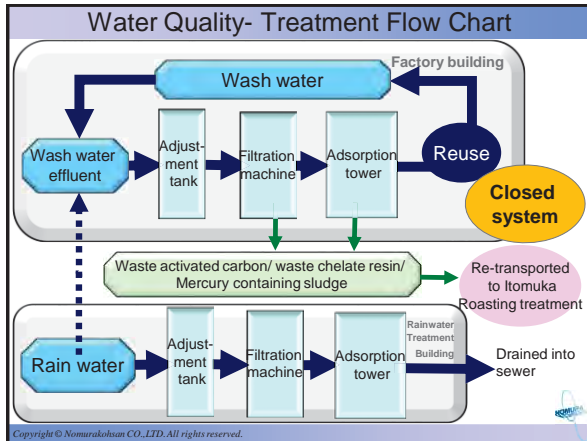 Water Quality- Treatment Flow Chart
Factory building
Wash water
Wash water
effluent
Adjust-
ment
tank
Filtration
machine
Adsorption
tower
Reuse
Closed
system
Waste activated carbon/ waste chelate resin/
Mercury containing sludge
Re-transported
to Itomuka
Roasting treatment
Rain water
Adjust-
ment
tank
Filtration
machine
Adsorption
tower
Rainwater
Treatment
Building
Drained into
sewer
NOMURA
Copyright © Nomurakohsan CO.,LTD. All rights reserved.